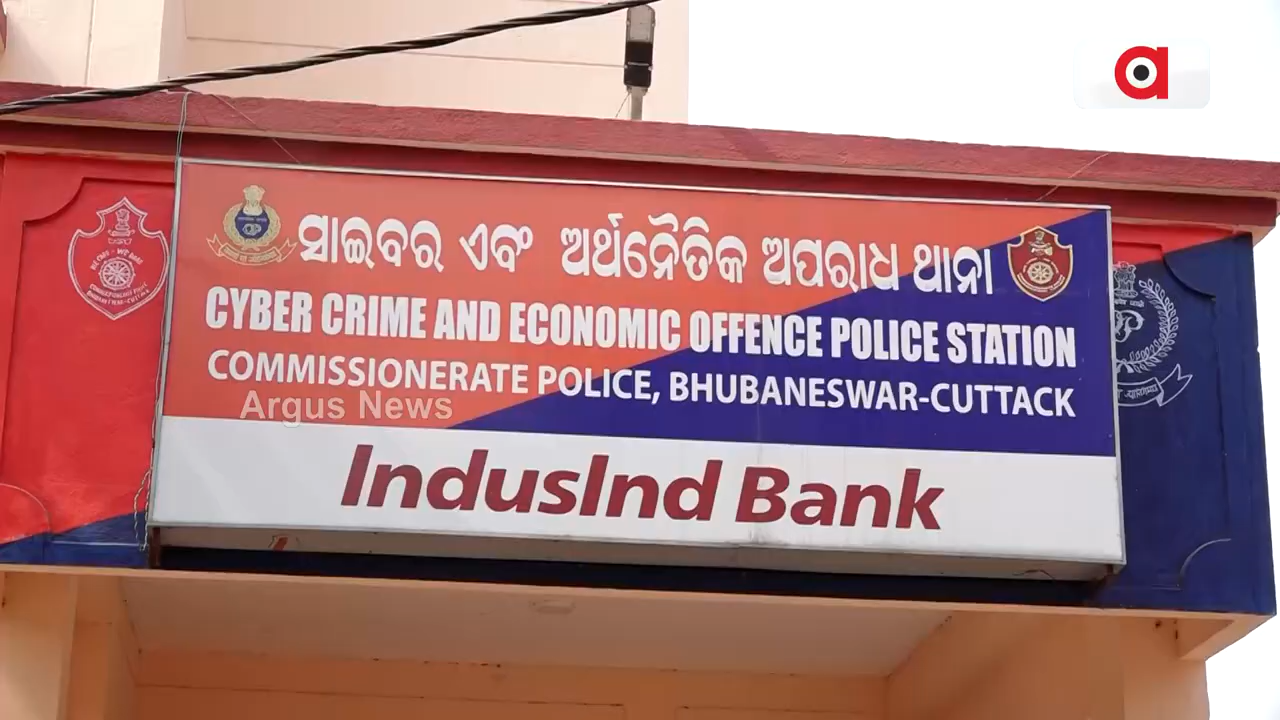 ସାଇବର ଏବଂ ଅର୍ଥନୈତିକ ଅପରାଧ ଥାନା
CYBER CRIME AND ECONOMIC OFFENCE POLICE STATION
COMMISSIONERATE POLICE, BHUBANESWAR-CUTTACK
Argus News
IndusInd Bank